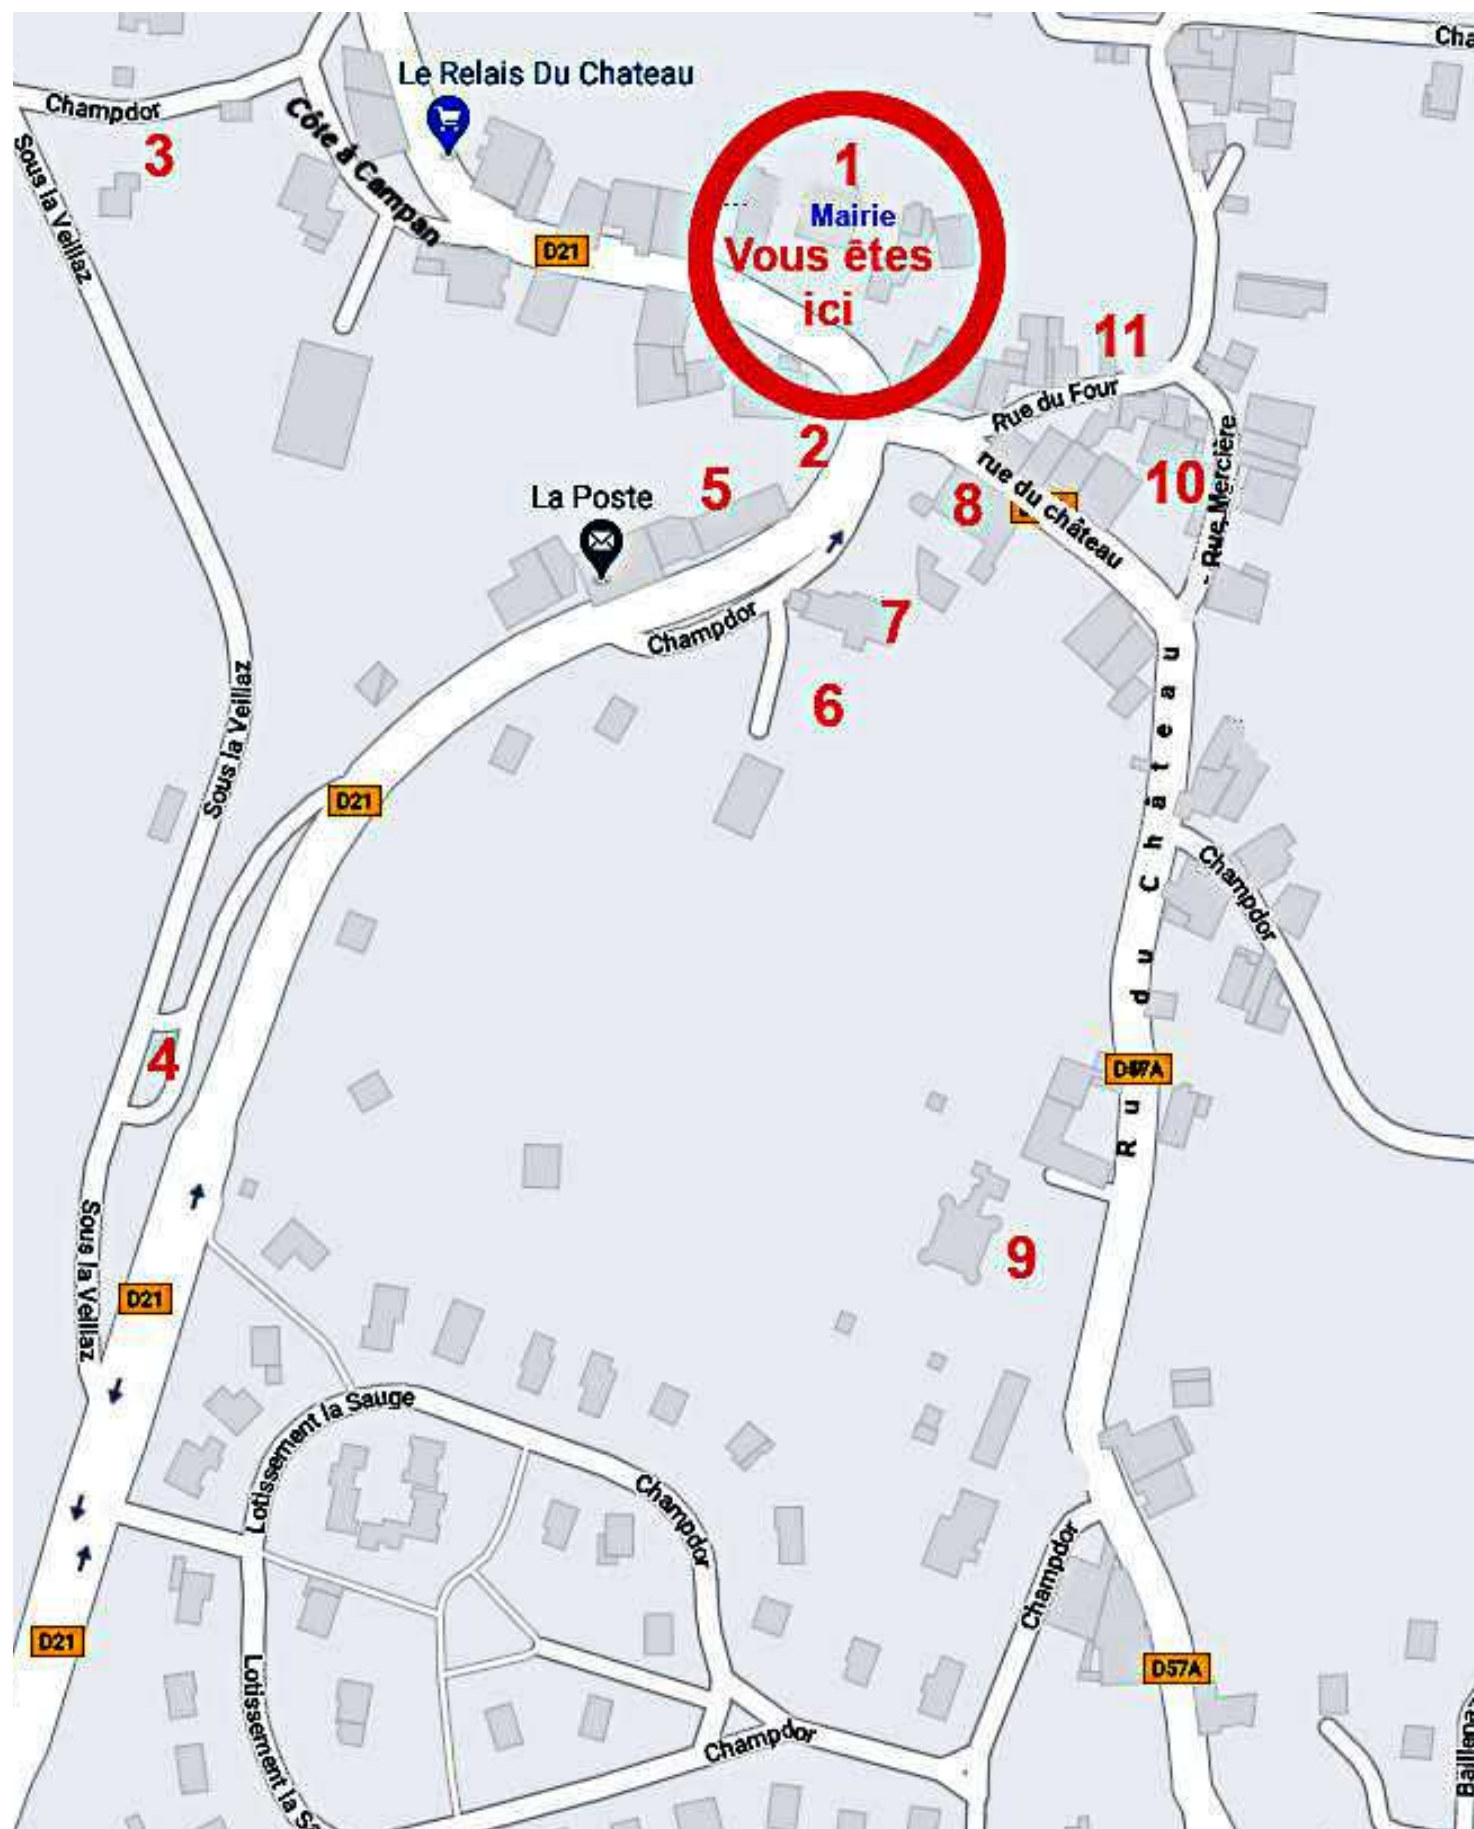 Cha
Le Relais Du Chateau
Champdor
Côte à Campan
3
Sous la Veillaz
1
Mairie
Vous êtes
ici
D21
11
Rue du Four
2
Rue Mercière
La Poste
5
8
rue du château
10
Champdor
7
6
Sous la Veillaz
D21
Rue du Château
Champdor
4
D57A
9
Sous la Veillaz
D21
Lotissement la Sauge
Champdor
Champdor
D21
D57A
Lotissement la Sa
Champdor